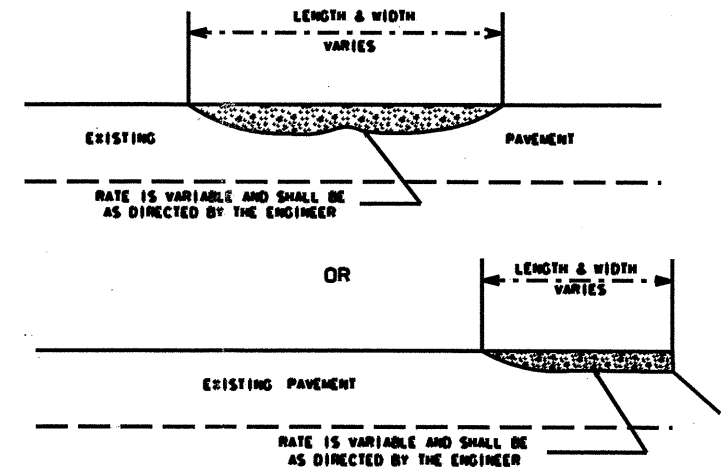 LENGTH & WIDTH
VARIES
EXISTING
PAVEMENT
RATE IS VARIABLE AND SHALL BE
AS DIRECTED BY THE ENGINEER
OR
LENGTH & WIDTH
VARIES
EXISTING PAVEMENT
RATE IS VARIABLE AND SHALL BE
AS DIRECTED BY THE ENGINEER